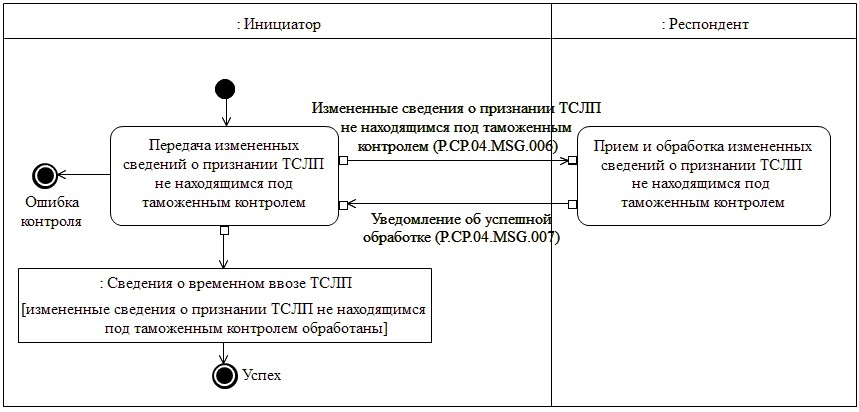 : Инициатор
: Респондент
Измененные сведения о признании ТСЛП
не находящимся под таможенным
контролем (P.CP.04.MSG.006)
Передача измененных
сведений о признании ТСЛП
не находящимся под
таможенным контролем
Прием и обработка измененных
сведений о признании ТСЛП
не находящимся под
таможенным контролем
Ошибка
контроля
Уведомление об успешной
обработке (P.CP.04.MSG.007)
: Сведения о временном ввозе ТСЛП
[измененные сведения о признании ТСЛП не находящимся
под таможенным контролем обработаны]
Успех